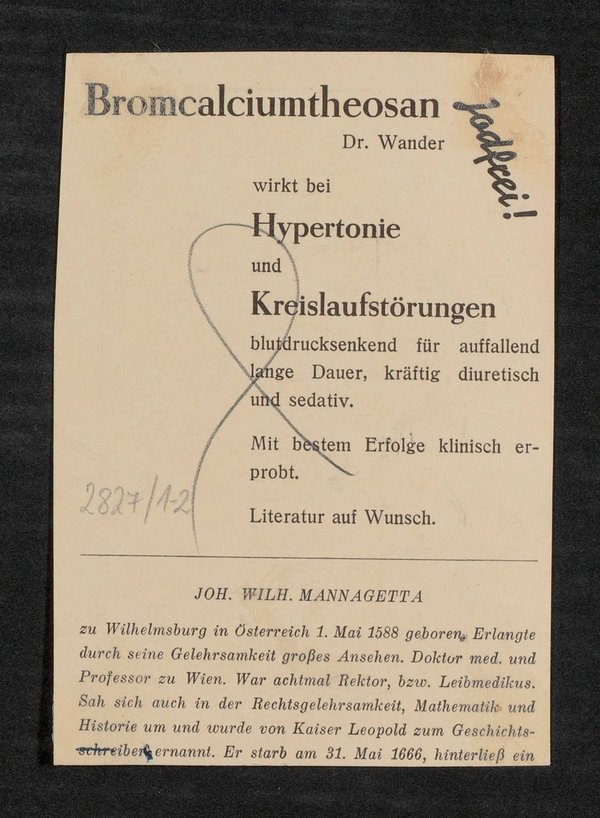 Bromcalciumtheosan
Jodfrei!
Dr. Wander
wirkt bei
Hypertonie
und
Kreislaufstörungen
blutdrucksenkend für auffallend
lange Dauer, kräftig diuretisch
und sedativ.
Mit bestem Erfolge klinisch er-
probt.
2827/1-2
Literatur auf Wunsch.
JOH. WILH. MANNAGETTA
zu Wilhelmsburg in Österreich 1. Mai 1588 geboren, Erlangte
durch seine Gelehrsamkeit großes Ansehen. Doktor med. und
Professor zu Wien. War achtmal Rektor, bzw. Leibmedikus.
Sah sich auch in der Rechtsgelehrsamkeit, Mathematik und
Historie um und wurde von Kaiser Leopold zum Geschichts-
schreiber ernannt. Er starb am 31. Mai 1666, hinterließ ein